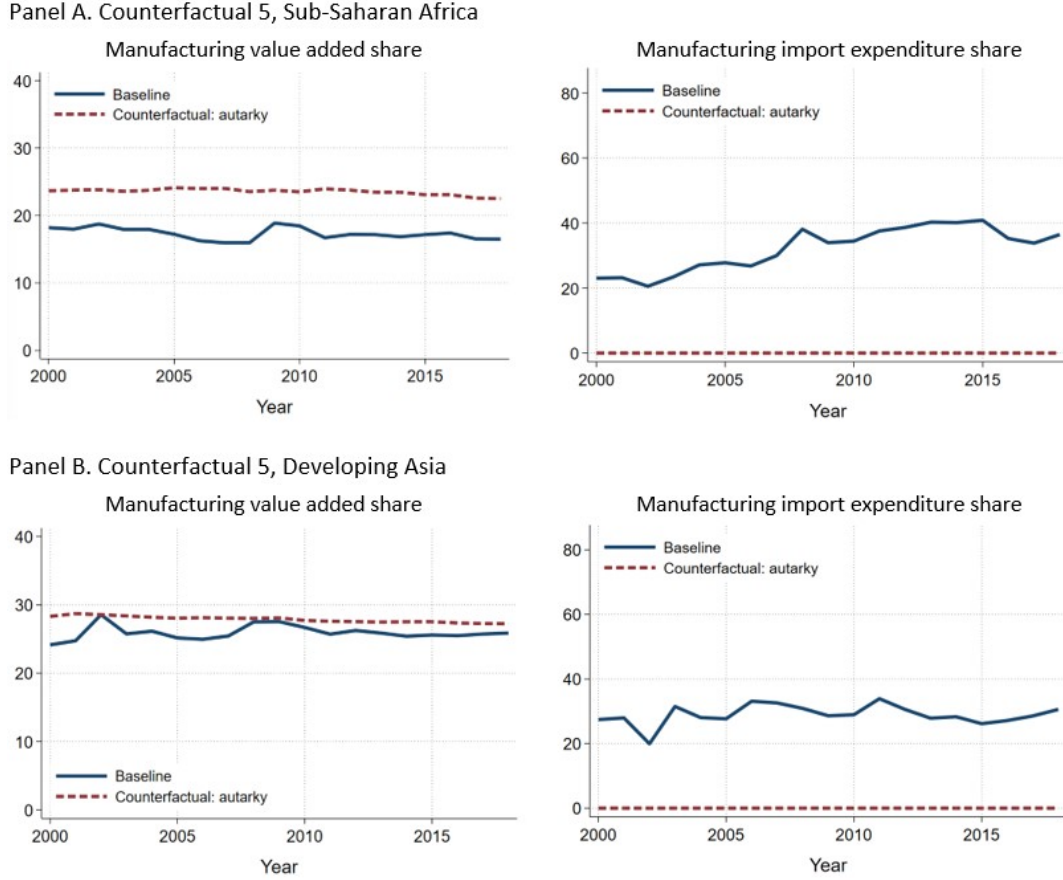 Panel A. Counterfactual 5, Sub-Saharan Africa
Manufacturing value added share
40
30
20
10
0
Baseline
Counterfactual: autarky
2000 2005 2010 2015
Year
Manufacturing import expenditure share
80
60
40
20
0
Baseline
Counterfactual: autarky
2000 2005 2010 2015
Year
Panel B. Counterfactual 5, Developing Asia
Manufacturing value added share
40
30
20
10
0
Baseline
Counterfactual: autarky
2000 2005 2010 2015
Year
Manufacturing import expenditure share
80
60
40
20
0
Baseline
Counterfactual: autarky
2000 2005 2010 2015
Year